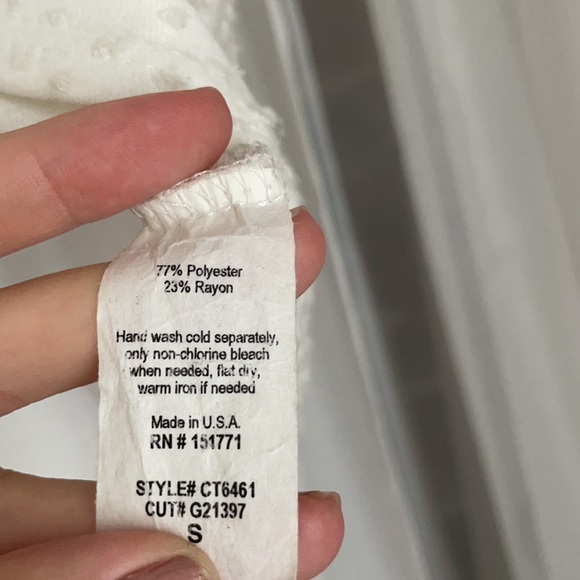 77% Polyester
23% Rayon
Hand wash cold separately,
only non-chlorine bleach
when needed, flat dry,
warm iron if needed
Made in U.S.A.
RN # 151771
STYLE# CT6461
CUT# G21397
S